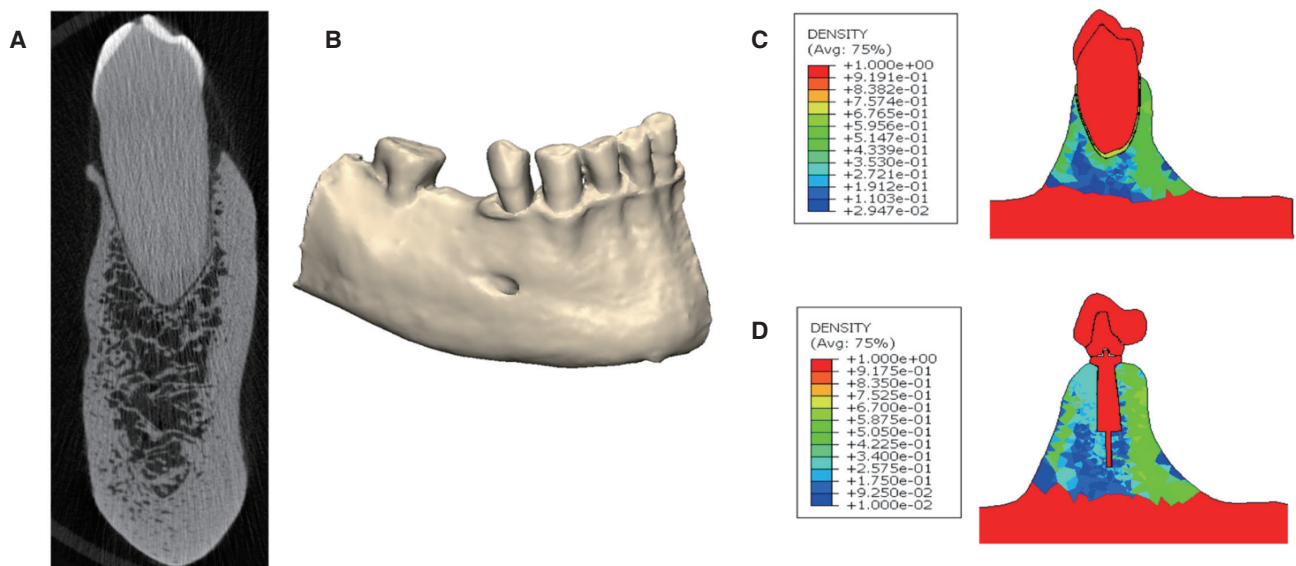 A
B
C
DENSITY
(Avg: 75%)
+1.000e+00
+9.191e-01
+8.382e-01
+7.574e-01
+6.765e-01
+5.956e-01
+5.147e-01
+4.339e-01
+3.530e-01
+2.721e-01
+1.912e-01
+1.103e-01
+2.947e-02
D
DENSITY
(Avg: 75%)
+1.000e+00
+9.175e-01
+8.350e-01
+7.525e-01
+6.700e-01
+5.875e-01
+5.050e-01
+4.225e-01
+3.400e-01
+2.575e-01
+1.750e-01
+9.250e-02
+1.000e-02